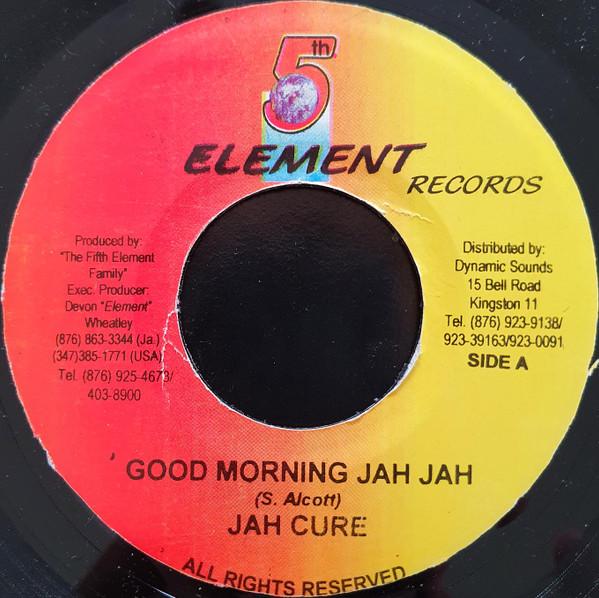 5th
ELEMENT
RECORDS
Produced by:
"The Fifth Element
Family"
Exec. Producer:
Devon "Element"
Wheatley
(876) 863-3344 (Ja.)
(347)385-1771 (USA)
Tel. (876) 925-4673/
403-8900
Distributed by:
Dynamic Sounds
15 Bell Road
Kingston 11
Tel. (876) 923-9138/
923-39163/923-0091
SIDE A
GOOD MORNING JAH JAH
(S. Alcott)
JAH CURE
ALL RIGHTS RESERVED